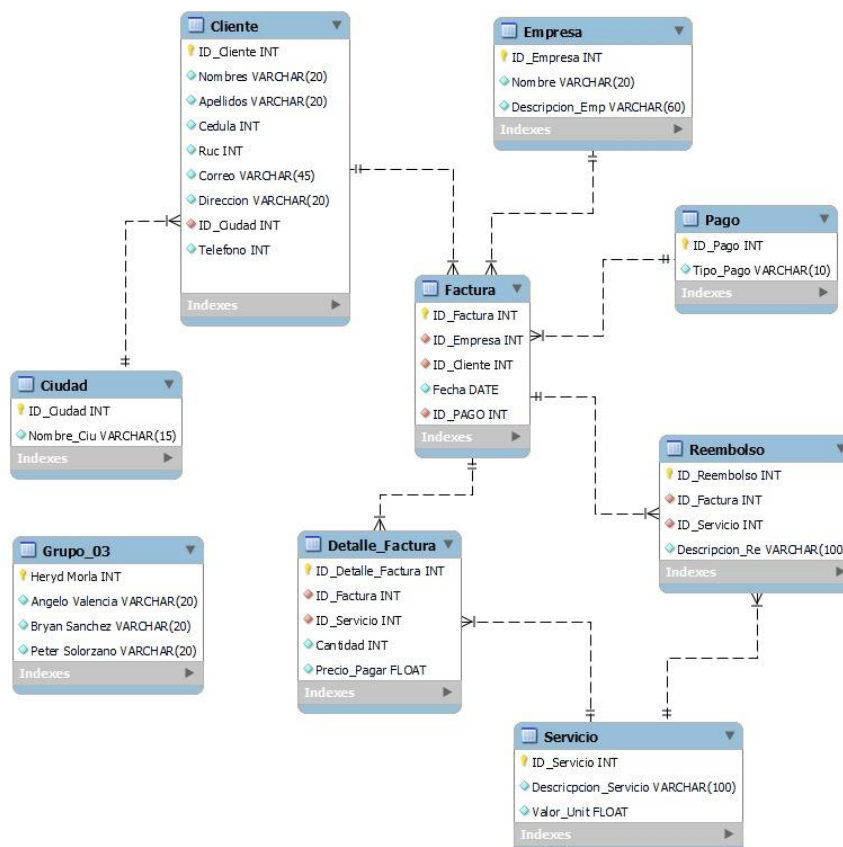 Cliente
ID_Cliente INT
Nombres VARCHAR(20)
Apellidos VARCHAR(20)
Cedula INT
Ruc INT
Correo VARCHAR(45)
Direccion VARCHAR(20)
ID_Ciudad INT
Telefono INT
Indexes
Empresa
ID_Empresa INT
Nombre VARCHAR(20)
Descripcion_Emp VARCHAR(60)
Indexes
Pago
ID_Pago INT
Tipo_Pago VARCHAR(10)
Indexes
Factura
ID_Factura INT
ID_Empresa INT
ID_Cliente INT
Fecha DATE
ID_PAGO INT
Indexes
Ciudad
ID_Ciudad INT
Nombre_Ciu VARCHAR(15)
Indexes
Reembolso
ID_Reembolso INT
ID_Factura INT
ID_Servicio INT
Descripcion_Re VARCHAR(100
Indexes
Grupo_03
Heryd Morla INT
Angelo Valencia VARCHAR(20)
Bryan Sanchez VARCHAR(20)
Peter Solorzano VARCHAR(20)
Indexes
Detalle_Factura
ID_Detalle_Factura INT
ID_Factura INT
ID_Servicio INT
Cantidad INT
Precio_Pagar FLOAT
Indexes
Servicio
ID_Servicio INT
Descricpcion_Servicio VARCHAR(100)
Valor_Unit FLOAT
Indexes